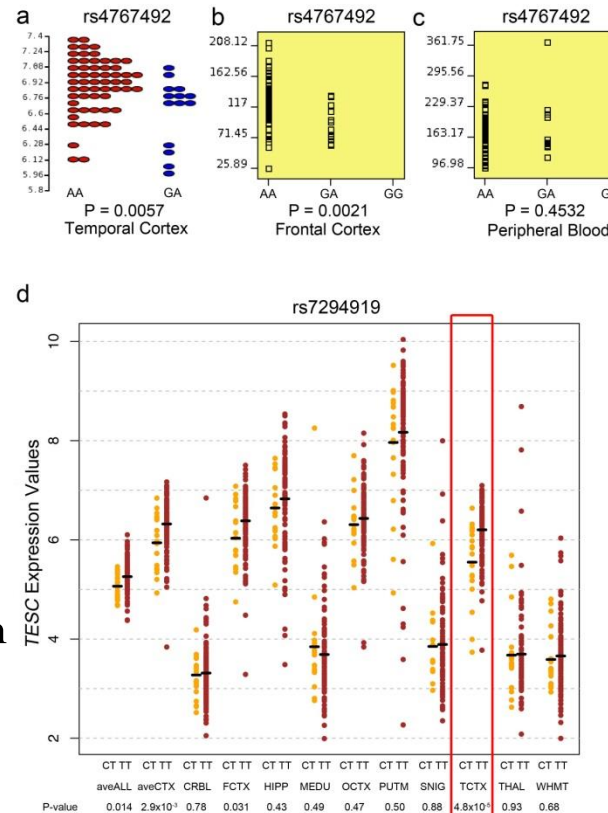 a rs4767492
7.4
7.24
7.08
6.92
6.76
6.6
6.44
6.28
6.12
5.96
5.8
AA GA
P = 0.0057
Temporal Cortex
b rs4767492
208.12
162.56
117
71.45
25.89
AA GA GG
P = 0.0021
Frontal Cortex
c rs4767492
361.75
295.56
229.37
163.17
96.98
AA GA
P = 0.4532
Peripheral Blood
d rs7294919
TESC Expression Values
10
8
6
4
2
CT TT CT TT CT TT CT TT CT TT CT TT CT TT CT TT CT TT CT TT CT TT CT TT
aveALL aveCTX CRBL FCTX HIPP MEDU OCTX PUTM SNIG TCTX THAL WHMT
P-value 0.014 2.9x10⁻³ 0.78 0.031 0.43 0.49 0.47 0.50 0.88 4.8x10⁻⁵ 0.93 0.68